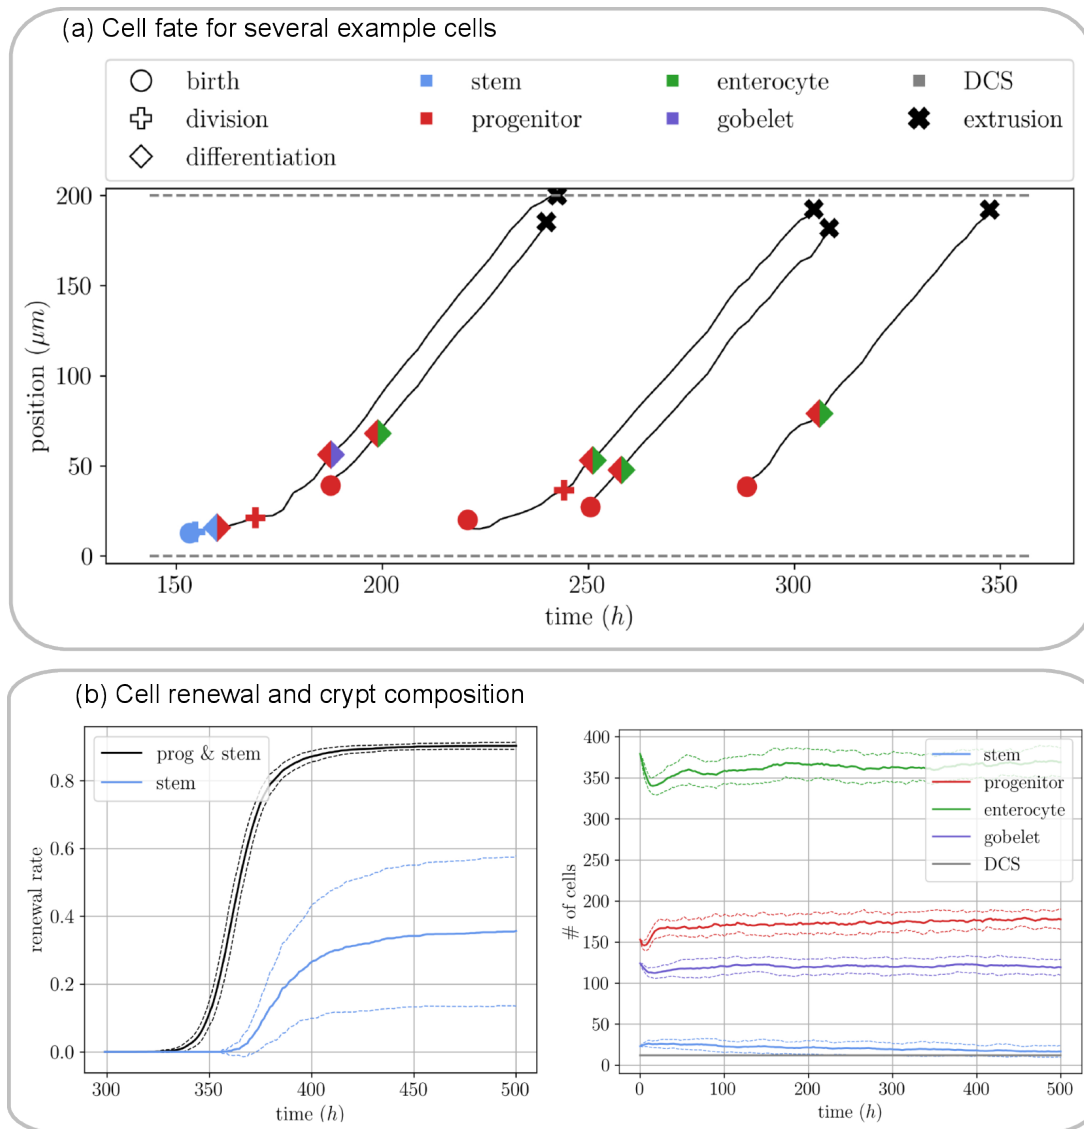 (a) Cell fate for several example cells
birth stem enterocyte DCS
division progenitor gobelet extrusion
differentiation
200
150
100
50
0
position (μm)
150 200 250 300 350
time (h)
(b) Cell renewal and crypt composition
prog & stem
stem
0.8
0.6
0.4
0.2
0.0
renewal rate
300 350 400 450 500
time (h)
400
350
300
250
200
150
100
50
0
# of cells
stem
progenitor
enterocyte
gobelet
DCS
0 100 200 300 400 500
time (h)